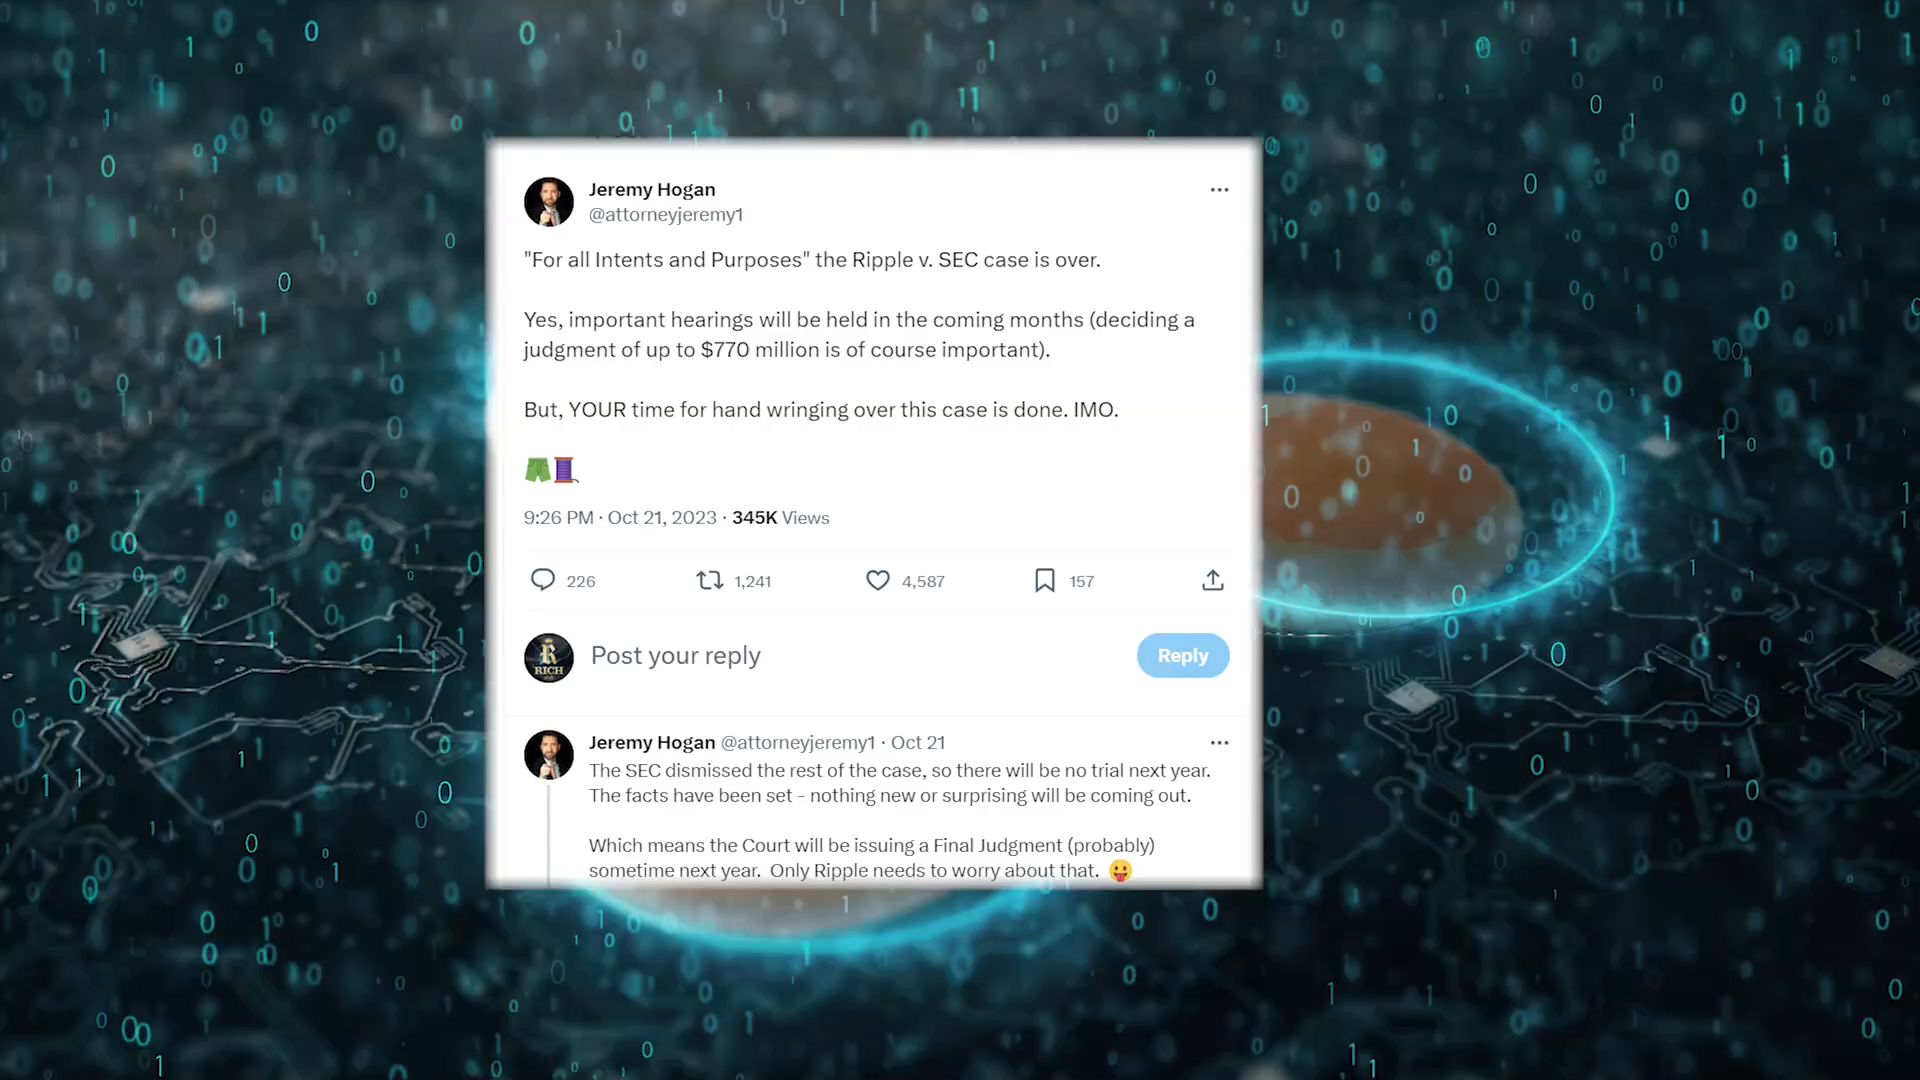 Jeremy Hogan
@attorneyjeremy1
"For all Intents and Purposes" the Ripple v. SEC case is over.
Yes, important hearings will be held in the coming months (deciding a
judgment of up to $770 million is of course important).
But, YOUR time for hand wringing over this case is done. IMO.
🩳🧵
9:26 PM · Oct 21, 2023 · 345K Views
226 1,241 4,587 157
R
RICH
Post your reply
Reply
Jeremy Hogan @attorneyjeremy1 · Oct 21
The SEC dismissed the rest of the case, so there will be no trial next year.
The facts have been set - nothing new or surprising will be coming out.
Which means the Court will be issuing a Final Judgment (probably)
sometime next year. Only Ripple needs to worry about that. 😛